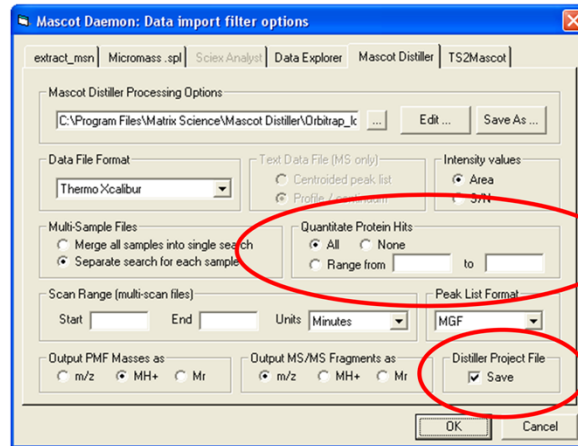 Mascot Daemon: Data import filter options
extract_msn Micromass .spl Sciex Analyst Data Explorer Mascot Distiller TS2Mascot
Mascot Distiller Processing Options
C:\Program Files\Matrix Science\Mascot Distiller\Orbitrap_lo ... Edit ... Save As ...
Data File Format Text Data File (MS only) Intensity values
Thermo Xcalibur Centroided peak list Area
Profile / continuum S/N
Multi-Sample Files Quantitate Protein Hits
Merge all samples into single search All None
Separate search for each sample Range from to
Scan Range (multi-scan files) Peak List Format
Start End Units Minutes MGF
Output PMF Masses as Output MS/MS Fragments as Distiller Project File
m/z MH+ Mr m/z MH+ Mr Save
OK Cancel